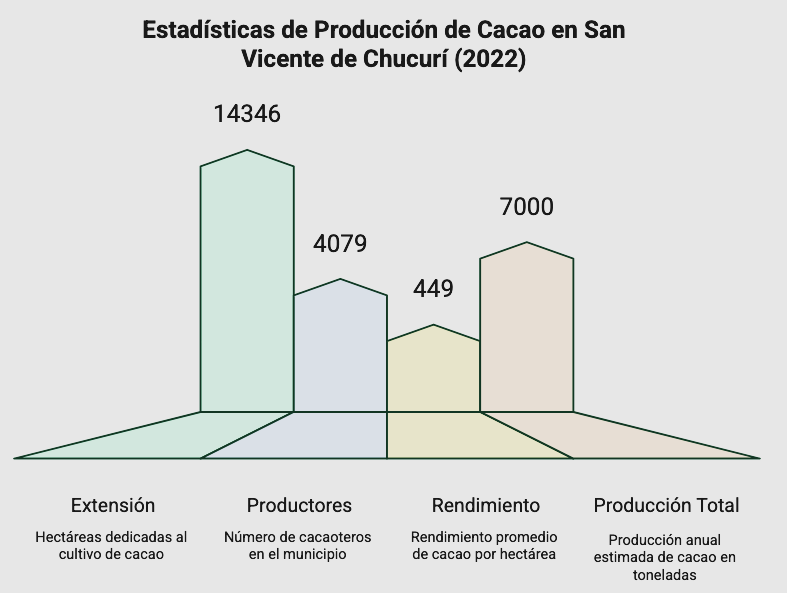 Estadísticas de Producción de Cacao en San
Vicente de Chucurí (2022)
14346
4079
449
7000
Extensión
Hectáreas dedicadas al
cultivo de cacao
Productores
Número de cacaoteros
en el municipio
Rendimiento
Rendimiento promedio
de cacao por hectárea
Producción Total
Producción anual
estimada de cacao en
toneladas